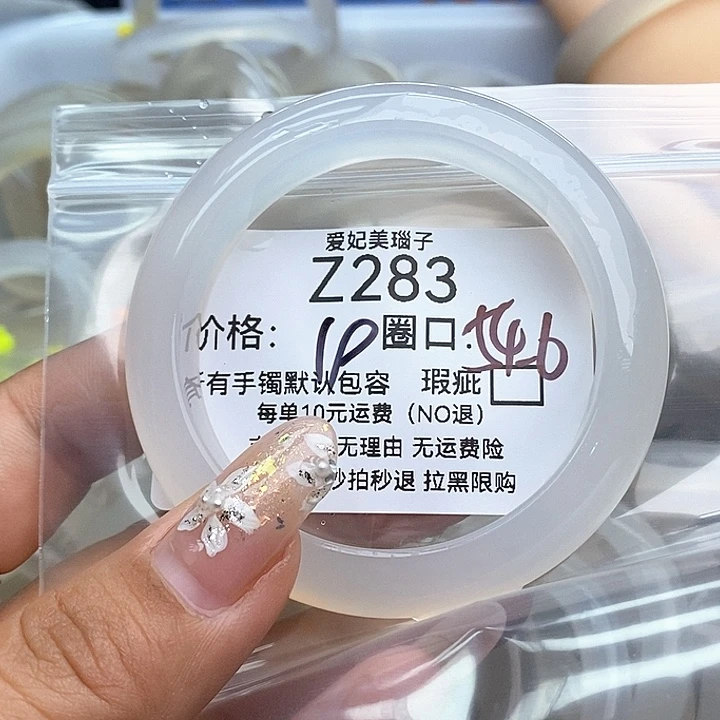 爱妃美瑙子
Z283
价格： 圈口：
所有手镯默认包容 瑕疵
每单10元运费（NO退）
无理由 无运费险
秒拍秒退 拉黑限购